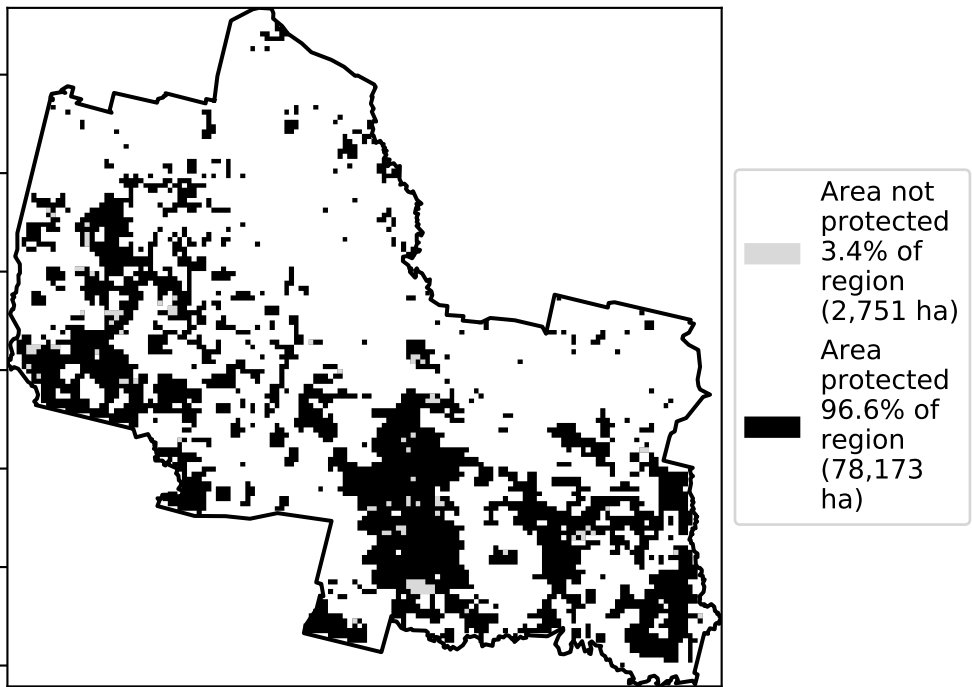 Area not
protected
3.4% of
region
(2,751 ha)
Area
protected
96.6% of
region
(78,173
ha)